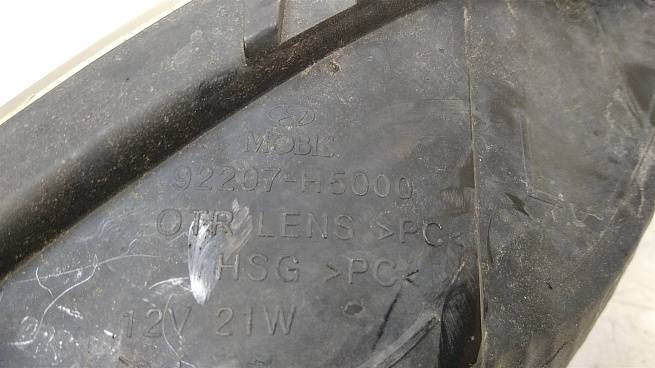 MOBIS
92207-H5000
OTR LENS >PC<
HSG >PC<
12V 21W